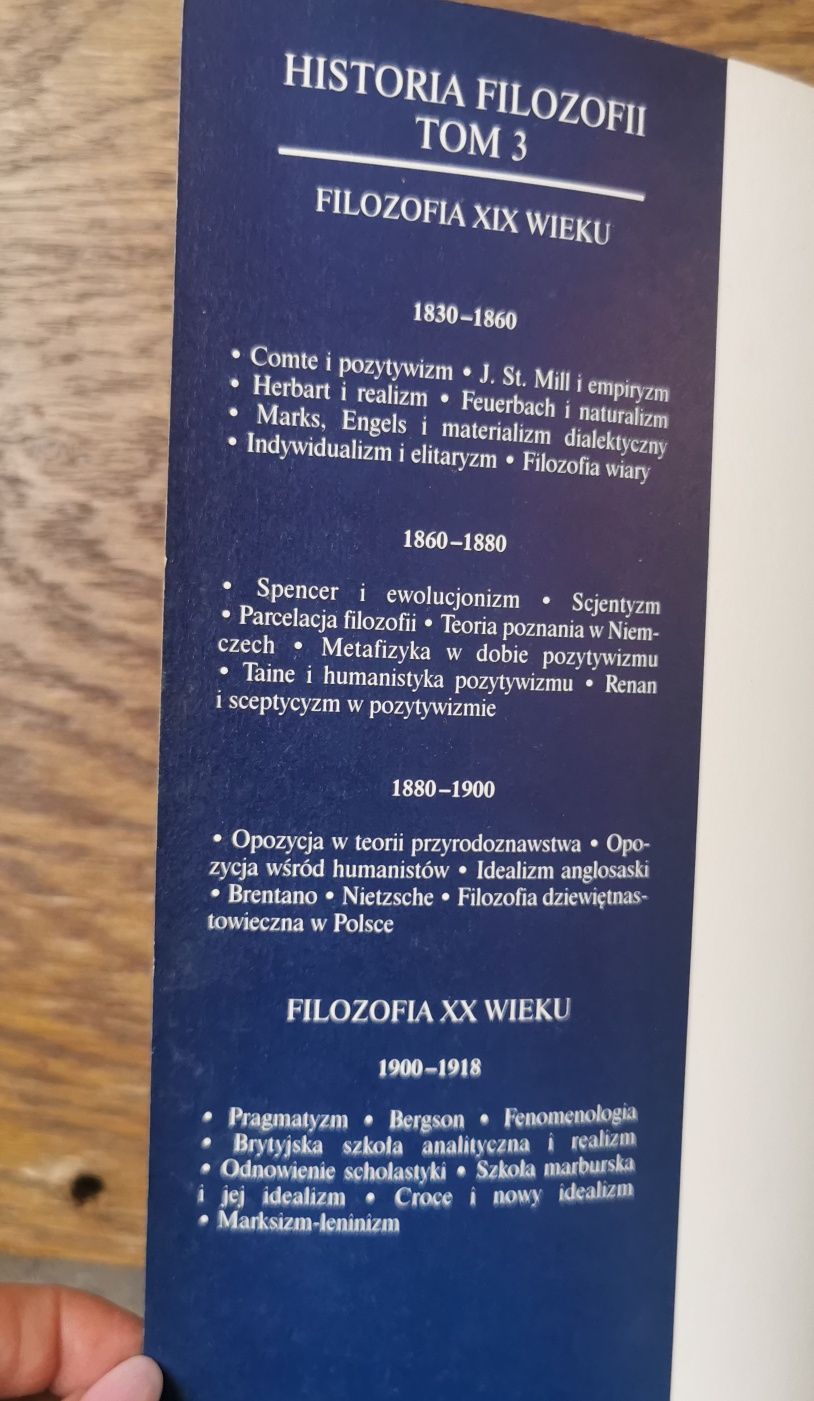 HISTORIA FILOZOFII
TOM 3
FILOZOFIA XIX WIEKU
1830–1860
• Comte i pozytywizm • J. St. Mill i empiryzm
• Herbart i realizm • Feuerbach i naturalizm
• Marks, Engels i materializm dialektyczny
• Indywidualizm i elitaryzm • Filozofia wiary
1860–1880
• Spencer i ewolucjonizm • Scjentyzm
• Parcelacja filozofii • Teoria poznania w Niem-
czech • Metafizyka w dobie pozytywizmu
• Taine i humanistyka pozytywizmu • Renan
i sceptycyzm w pozytywizmie
1880–1900
• Opozycja w teorii przyrodoznawstwa • Opo-
zycja wśród humanistów • Idealizm anglosaski
• Brentano • Nietzsche • Filozofia dziewiętnas-
towieczna w Polsce
FILOZOFIA XX WIEKU
1900–1918
• Pragmatyzm • Bergson • Fenomenologia
• Brytyjska szkoła analityczna i realizm
• Odnowienie scholastyki • Szkoła marburska
i jej idealizm • Croce i nowy idealizm
• Marksizm-leninizm